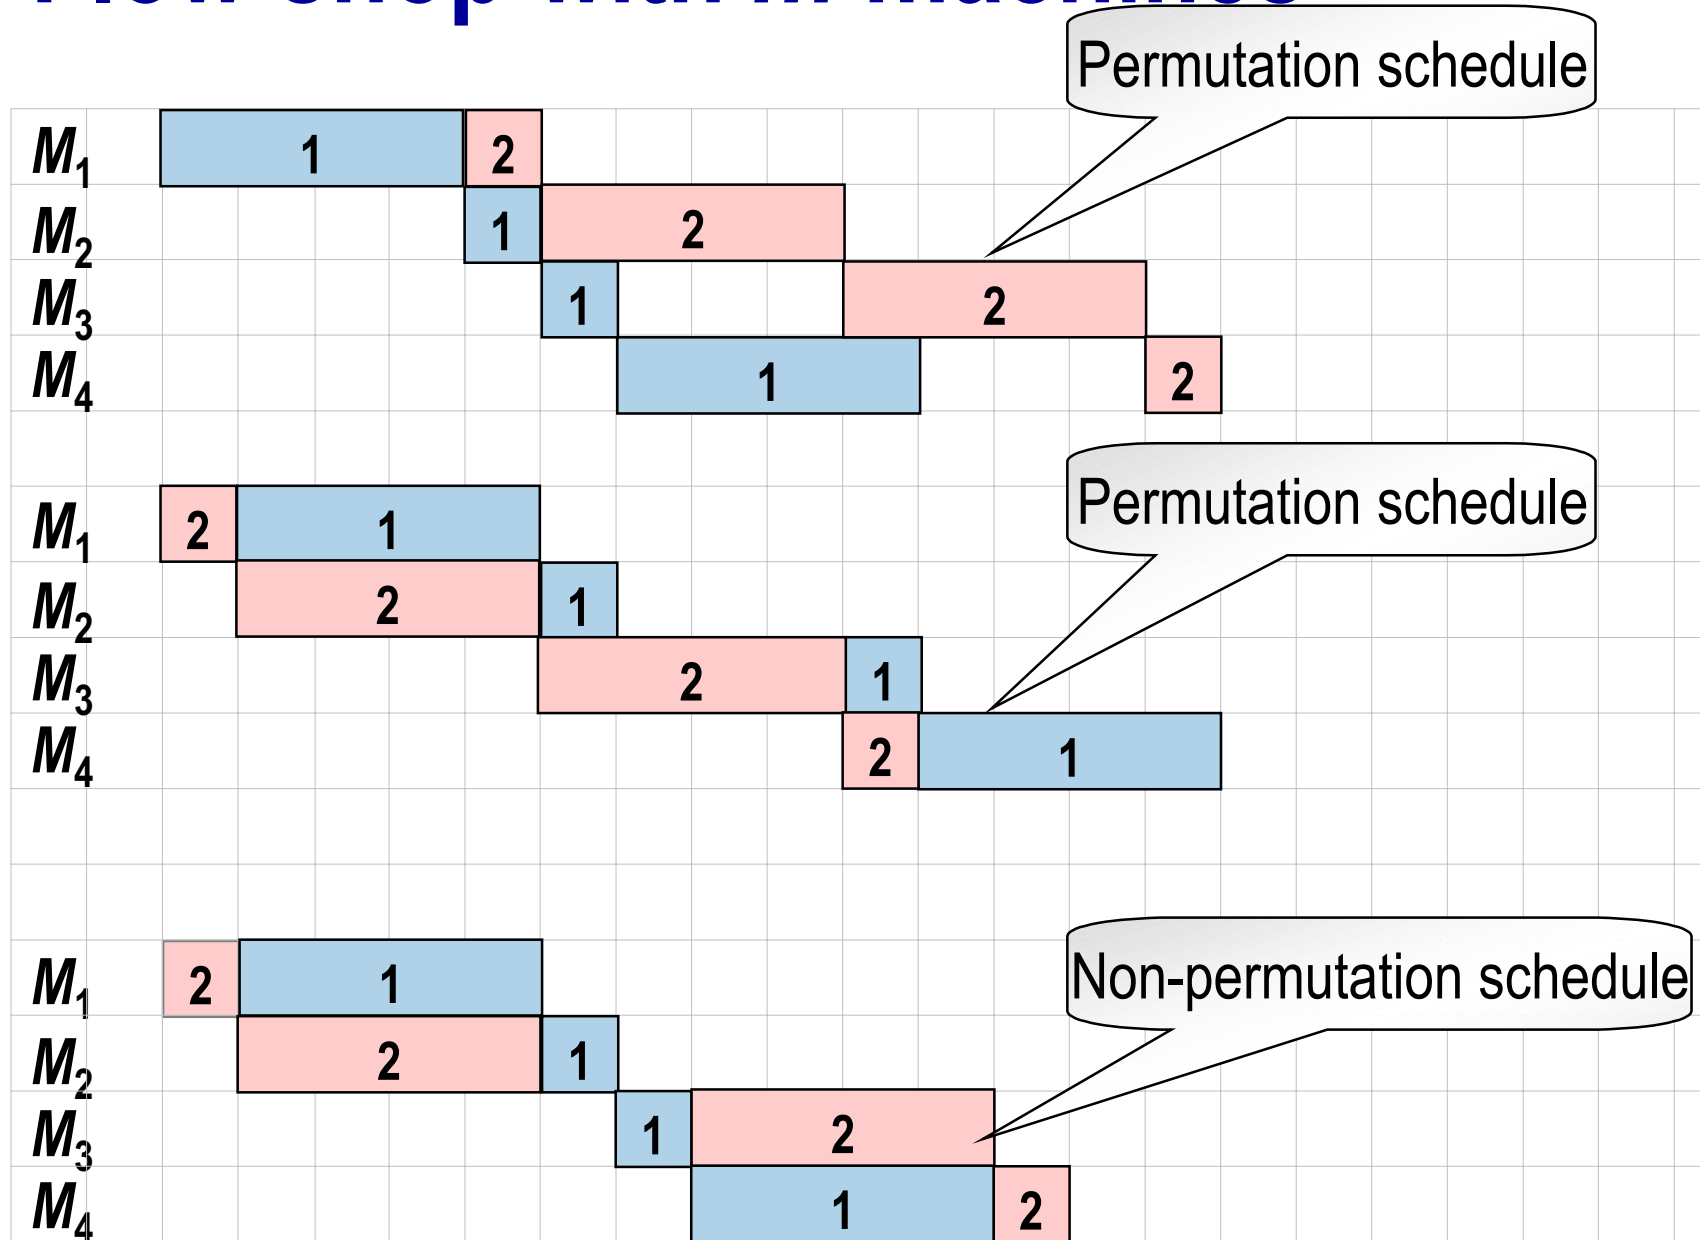 Permutation schedule
M1 1 2
M2 1 2
M3 1 2
M4 1 2
Permutation schedule
M1 2 1
M2 2 1
M3 2 1
M4 2 1
Non-permutation schedule
M1 2 1
M2 2 1
M3 1 2
M4 1 2